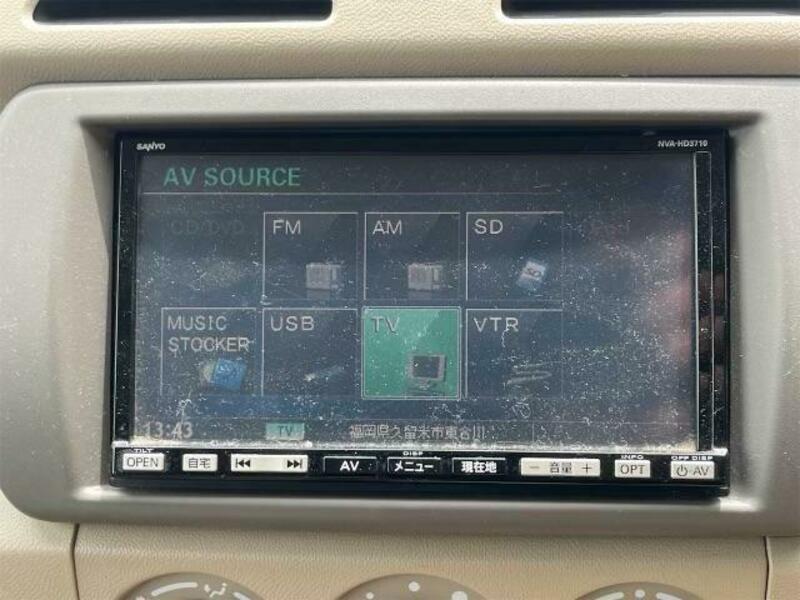 SANYO
NVA-HD3710
AV SOURCE
CD/DVD
FM
AM
SD
iPod
MUSIC STOCKER
USB
TV
VTR
13:43
TV
福岡県久留米市東合川
TILT
OPEN
自宅
AV
DISP
メニュー
現在地
音量
INFO
OPT
OFF DISP
AV